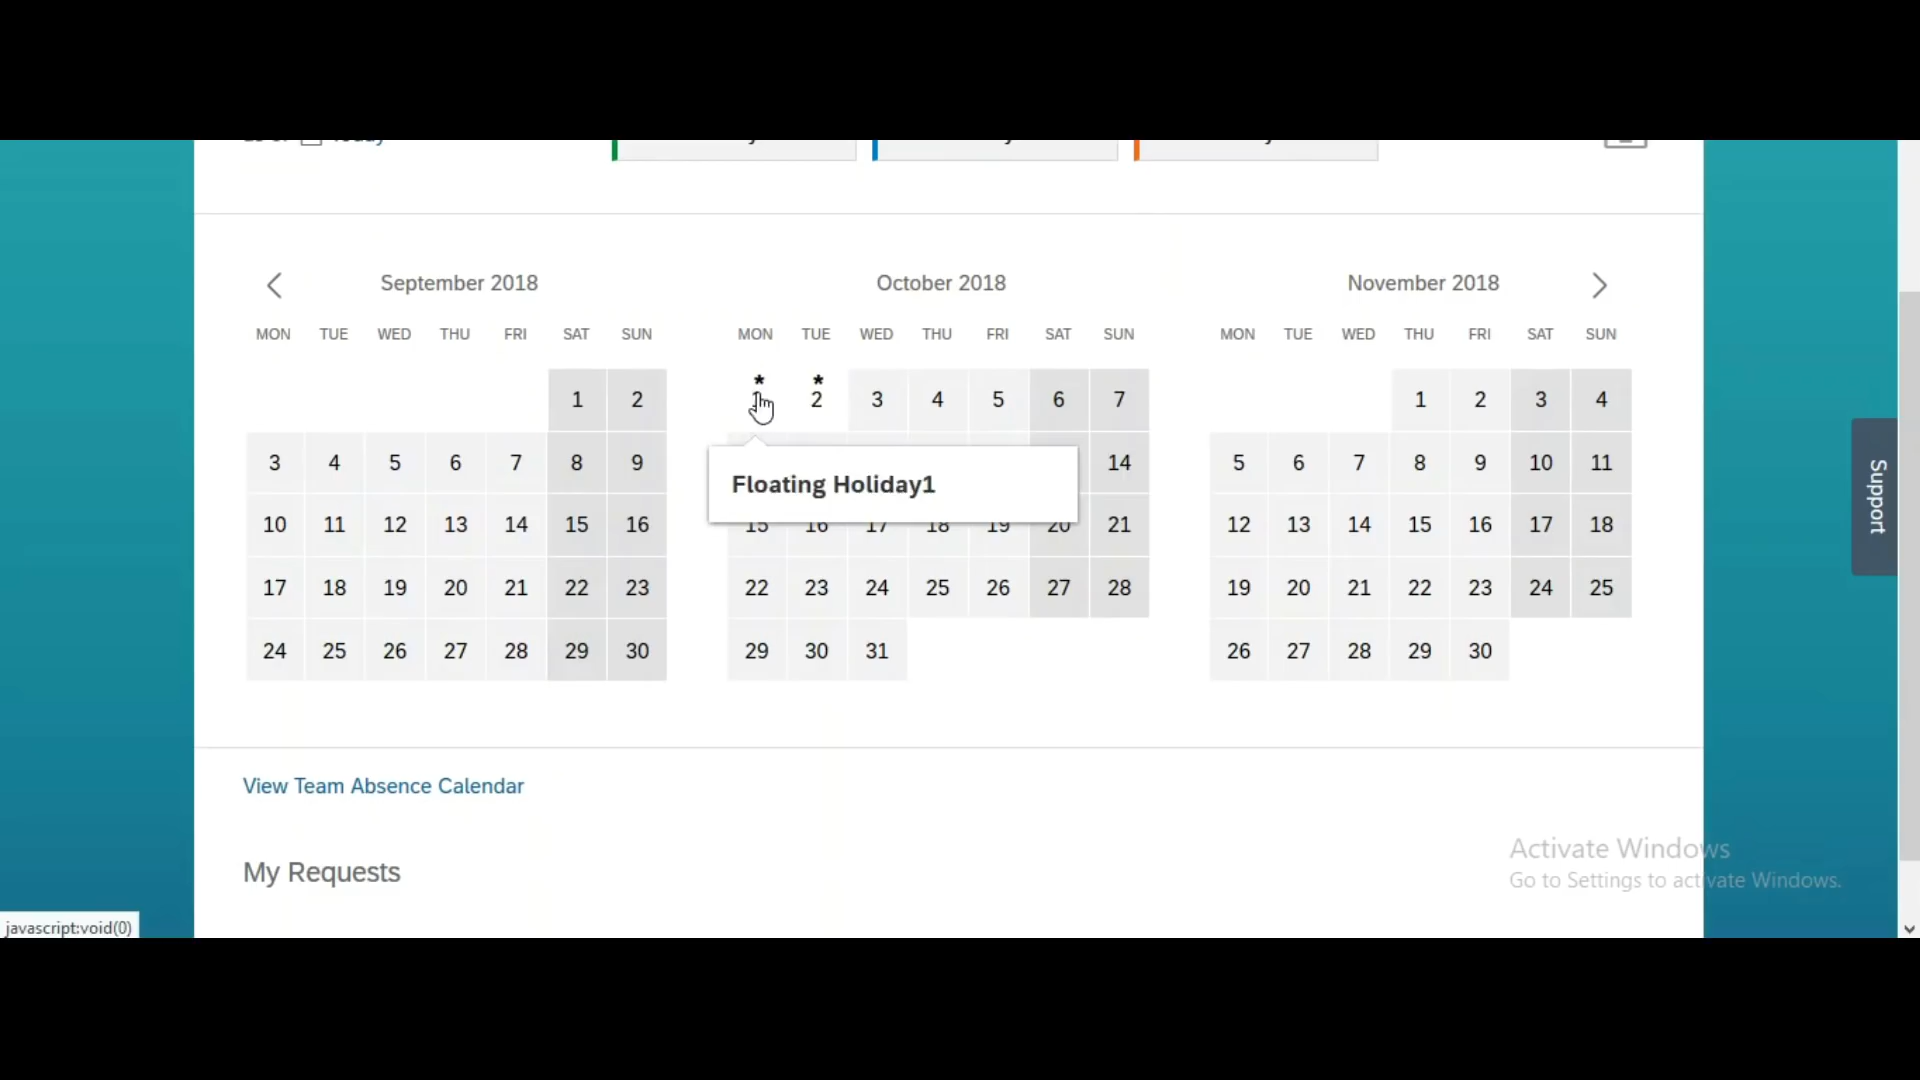 September 2018 October 2018 November 2018
MON TUE WED THU FRI SAT SUN MON TUE WED THU FRI SAT SUN MON TUE WED THU FRI SAT SUN
* *
1 2 2 3 4 5 6 7 1 2 3 4
3 4 5 6 7 8 9 14 5 6 7 8 9 10 11
Floating Holiday1
10 11 12 13 14 15 16 15 16 17 18 19 20 21 12 13 14 15 16 17 18
17 18 19 20 21 22 23 22 23 24 25 26 27 28 19 20 21 22 23 24 25
24 25 26 27 28 29 30 29 30 31 26 27 28 29 30
Support
View Team Absence Calendar
My Requests
Activate Windows
Go to Settings to activate Windows.
javascript:void(0)